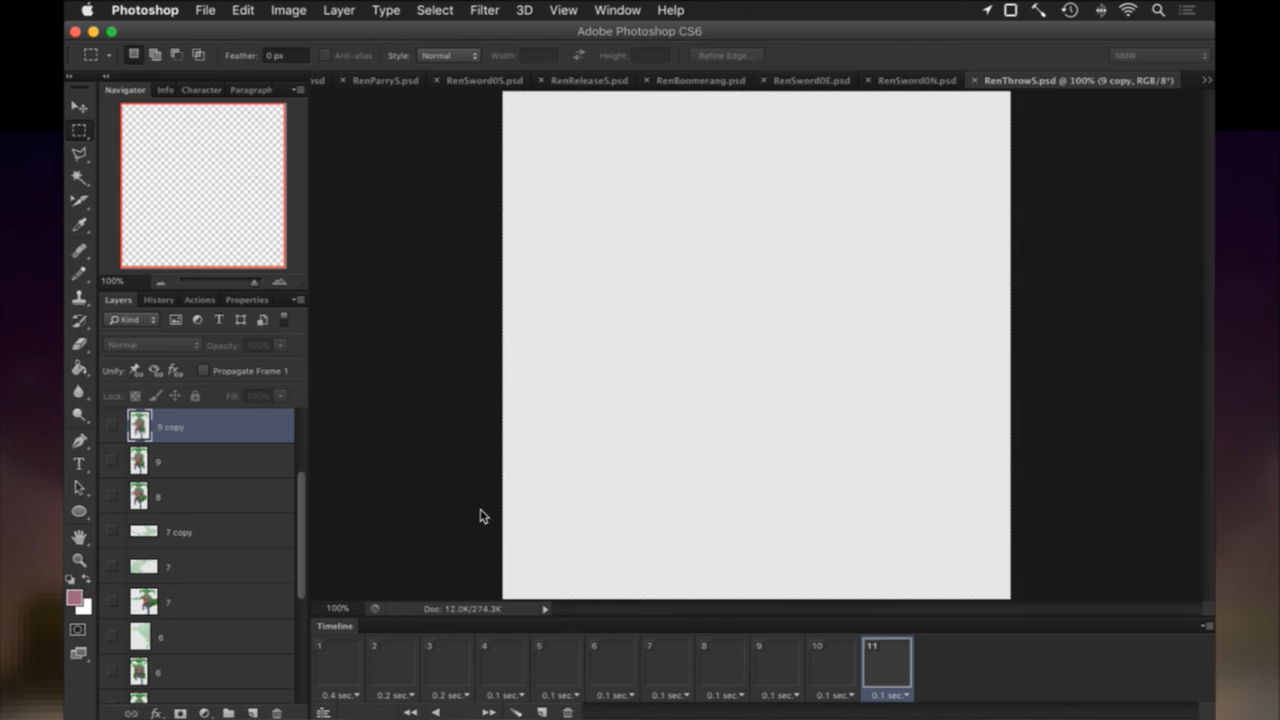 Photoshop File Edit Image Layer Type Select Filter 3D View Window Help
Adobe Photoshop CS6
Feather: 0 px Anti-alias Style: Normal Width: Height: Refine Edge... NMW
psd RenParryS.psd RenSword0S.psd RenReleaseS.psd RenBoomerang.psd RenSword0E.psd RenSword0N.psd RenThrowS.psd @ 100% (9 copy, RGB/8*)
Navigator Info Character Paragraph
100%
Layers History Actions Properties
Kind
Normal Opacity: 100%
Unify: Propagate Frame 1
Lock: Fill: 100%
9 copy
9
8
7 copy
7
7
6
6
100% Doc: 12.0K/274.3K
Timeline
1 2 3 4 5 6 7 8 9 10 11
0.4 sec. 0.2 sec. 0.2 sec. 0.1 sec. 0.1 sec. 0.1 sec. 0.1 sec. 0.1 sec. 0.1 sec. 0.1 sec. 0.1 sec.